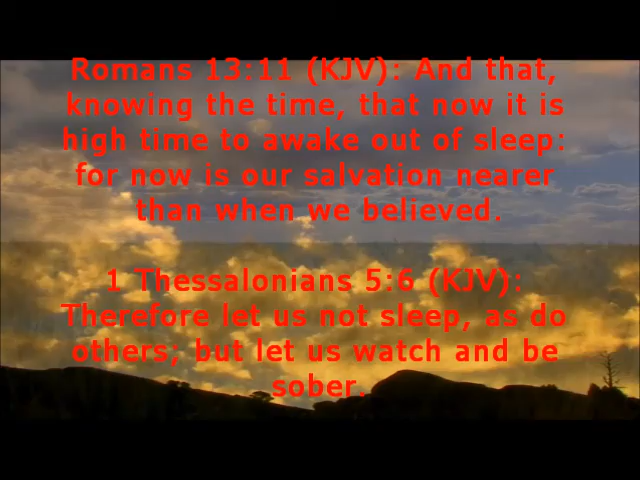 Romans 13:11 (KJV): And that,
knowing the time, that now it is
high time to awake out of sleep:
for now is our salvation nearer
than when we believed.
1 Thessalonians 5:6 (KJV):
Therefore let us not sleep, as do
others; but let us watch and be
sober.